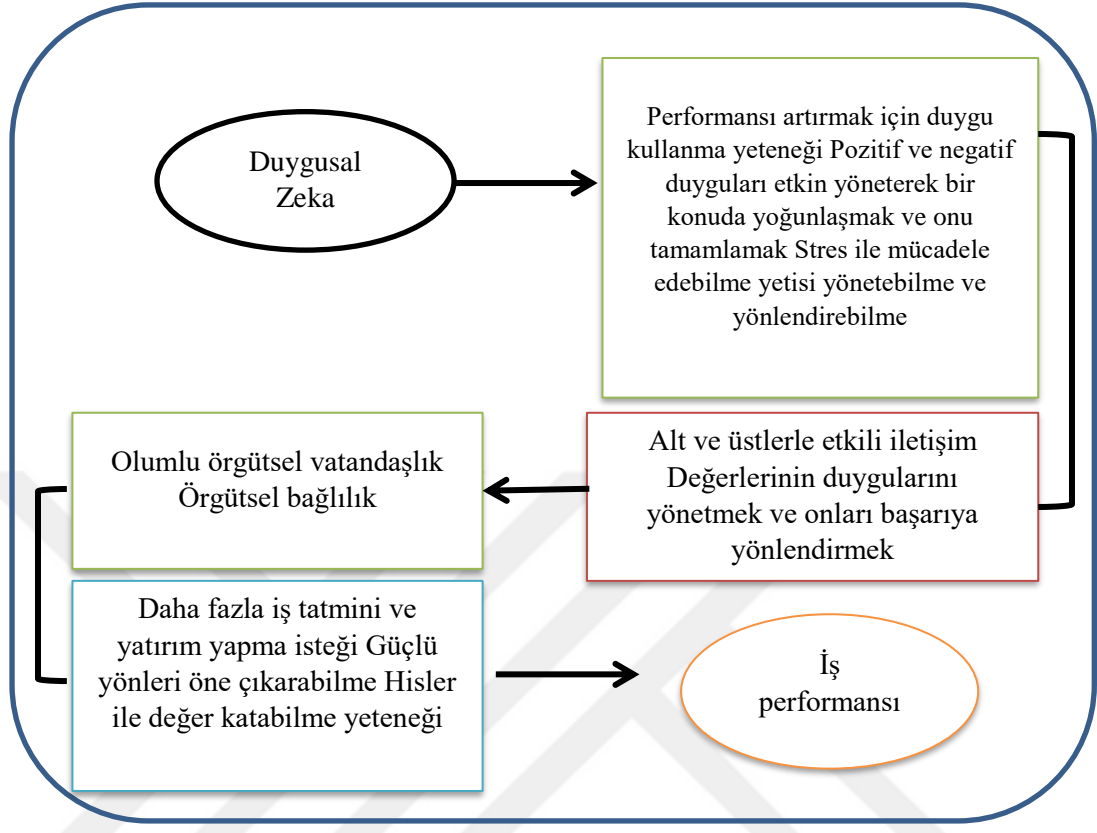 Duygusal
Zeka
Performansı artırmak için duygu
kullanma yeteneği Pozitif ve negatif
duyguları etkin yöneterek bir
konuda yoğunlaşmak ve onu
tamamlamak Stres ile mücadele
edebilme yetisi yönetebilme ve
yönlendirebilme
Alt ve üstlerle etkili iletişim
Değerlerinin duygularını
yönetmek ve onları başarıya
yönlendirmek
Olumlu örgütsel vatandaşlık
Örgütsel bağlılık
Daha fazla iş tatmini ve
yatırım yapma isteği Güçlü
yönleri öne çıkarabilme Hisler
ile değer katabilme yeteneği
İş
performansı